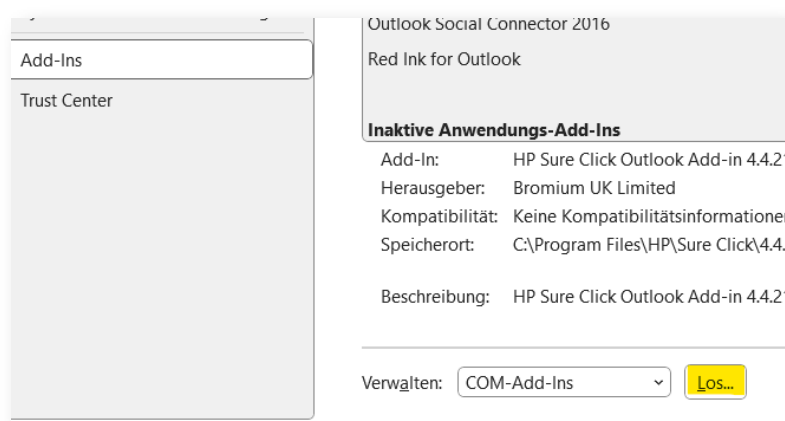 Add-Ins
Trust Center
Outlook Social Connector 2016
Red Ink for Outlook
Inaktive Anwendungs-Add-Ins
Add-In: HP Sure Click Outlook Add-in 4.4.21
Herausgeber: Bromium UK Limited
Kompatibilität: Keine Kompatibilitätsinformationen
Speicherort: C:\Program Files\HP\Sure Click\4.4.
Beschreibung: HP Sure Click Outlook Add-in 4.4.21
Verwalten: COM-Add-Ins Los...